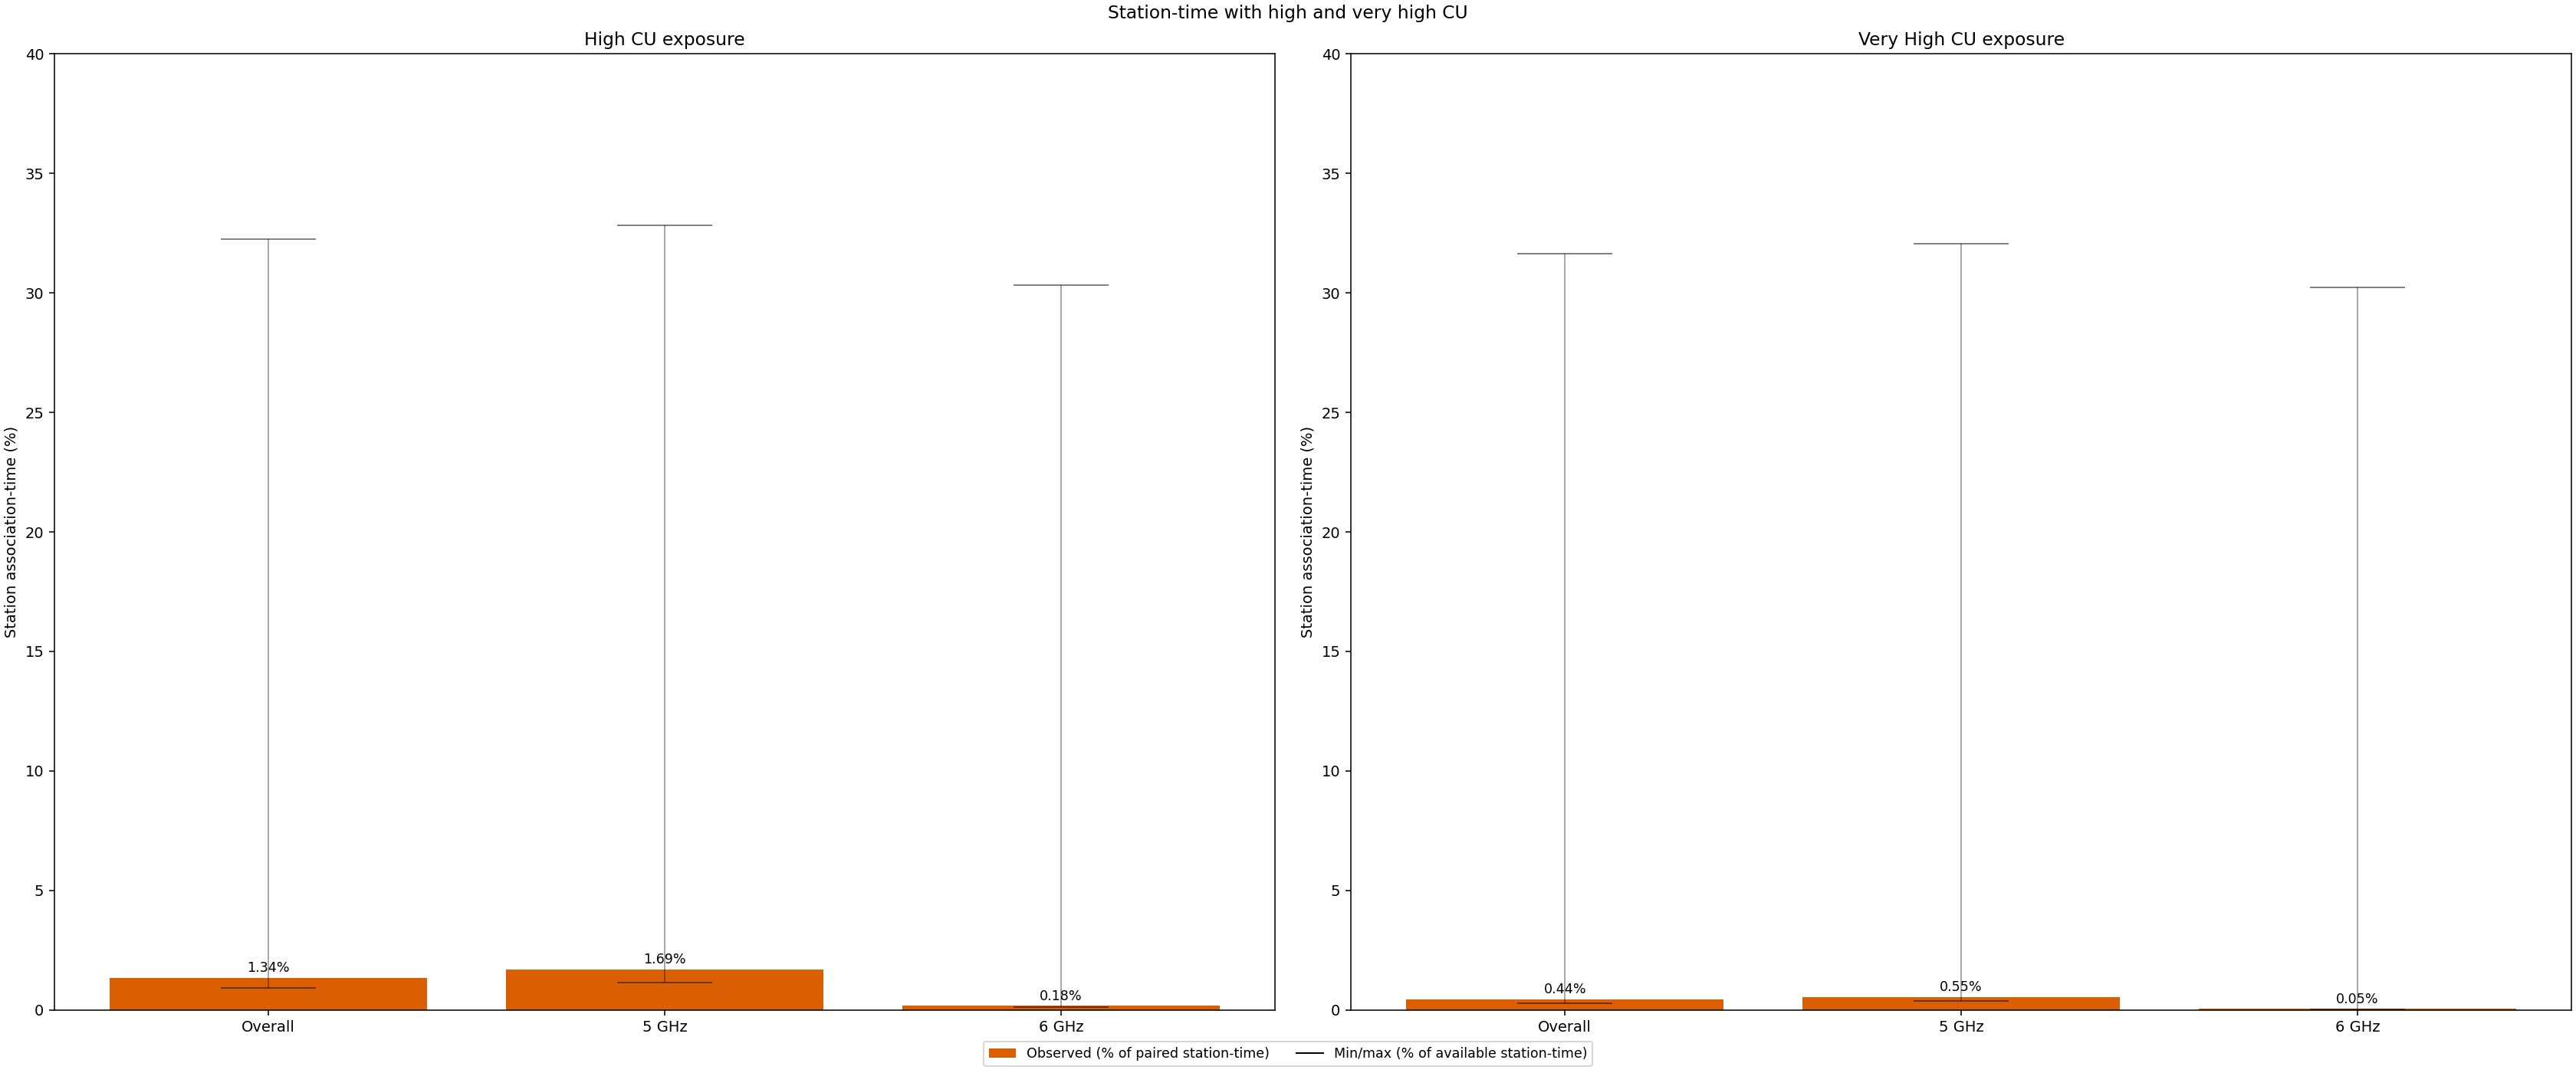 Station-time with high and very high CU
High CU exposure
Station association-time (%)
40
35
30
25
20
15
10
5
0
1.34%
1.69%
0.18%
Overall
5 GHz
6 GHz
Very High CU exposure
Station association-time (%)
40
35
30
25
20
15
10
5
0
0.44%
0.55%
0.05%
Overall
5 GHz
6 GHz
Observed (% of paired station-time)
Min/max (% of available station-time)